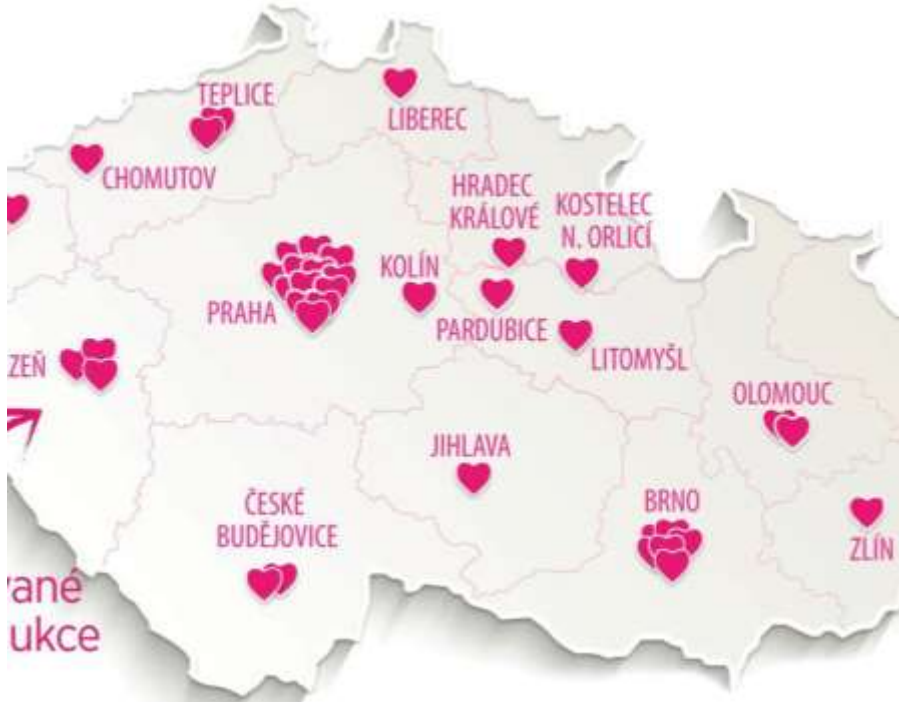 TEPLICE
LIBEREC
CHOMUTOV
HRADEC
KRÁLOVÉ
KOSTELEC
N. ORLICÍ
KOLÍN
PRAHA
PARDUBICE
LITOMYŠL
ZEŇ
OLOMOUC
JIHLAVA
ČESKÉ
BUDĚJOVICE
BRNO
ZLÍN
vané
ukce